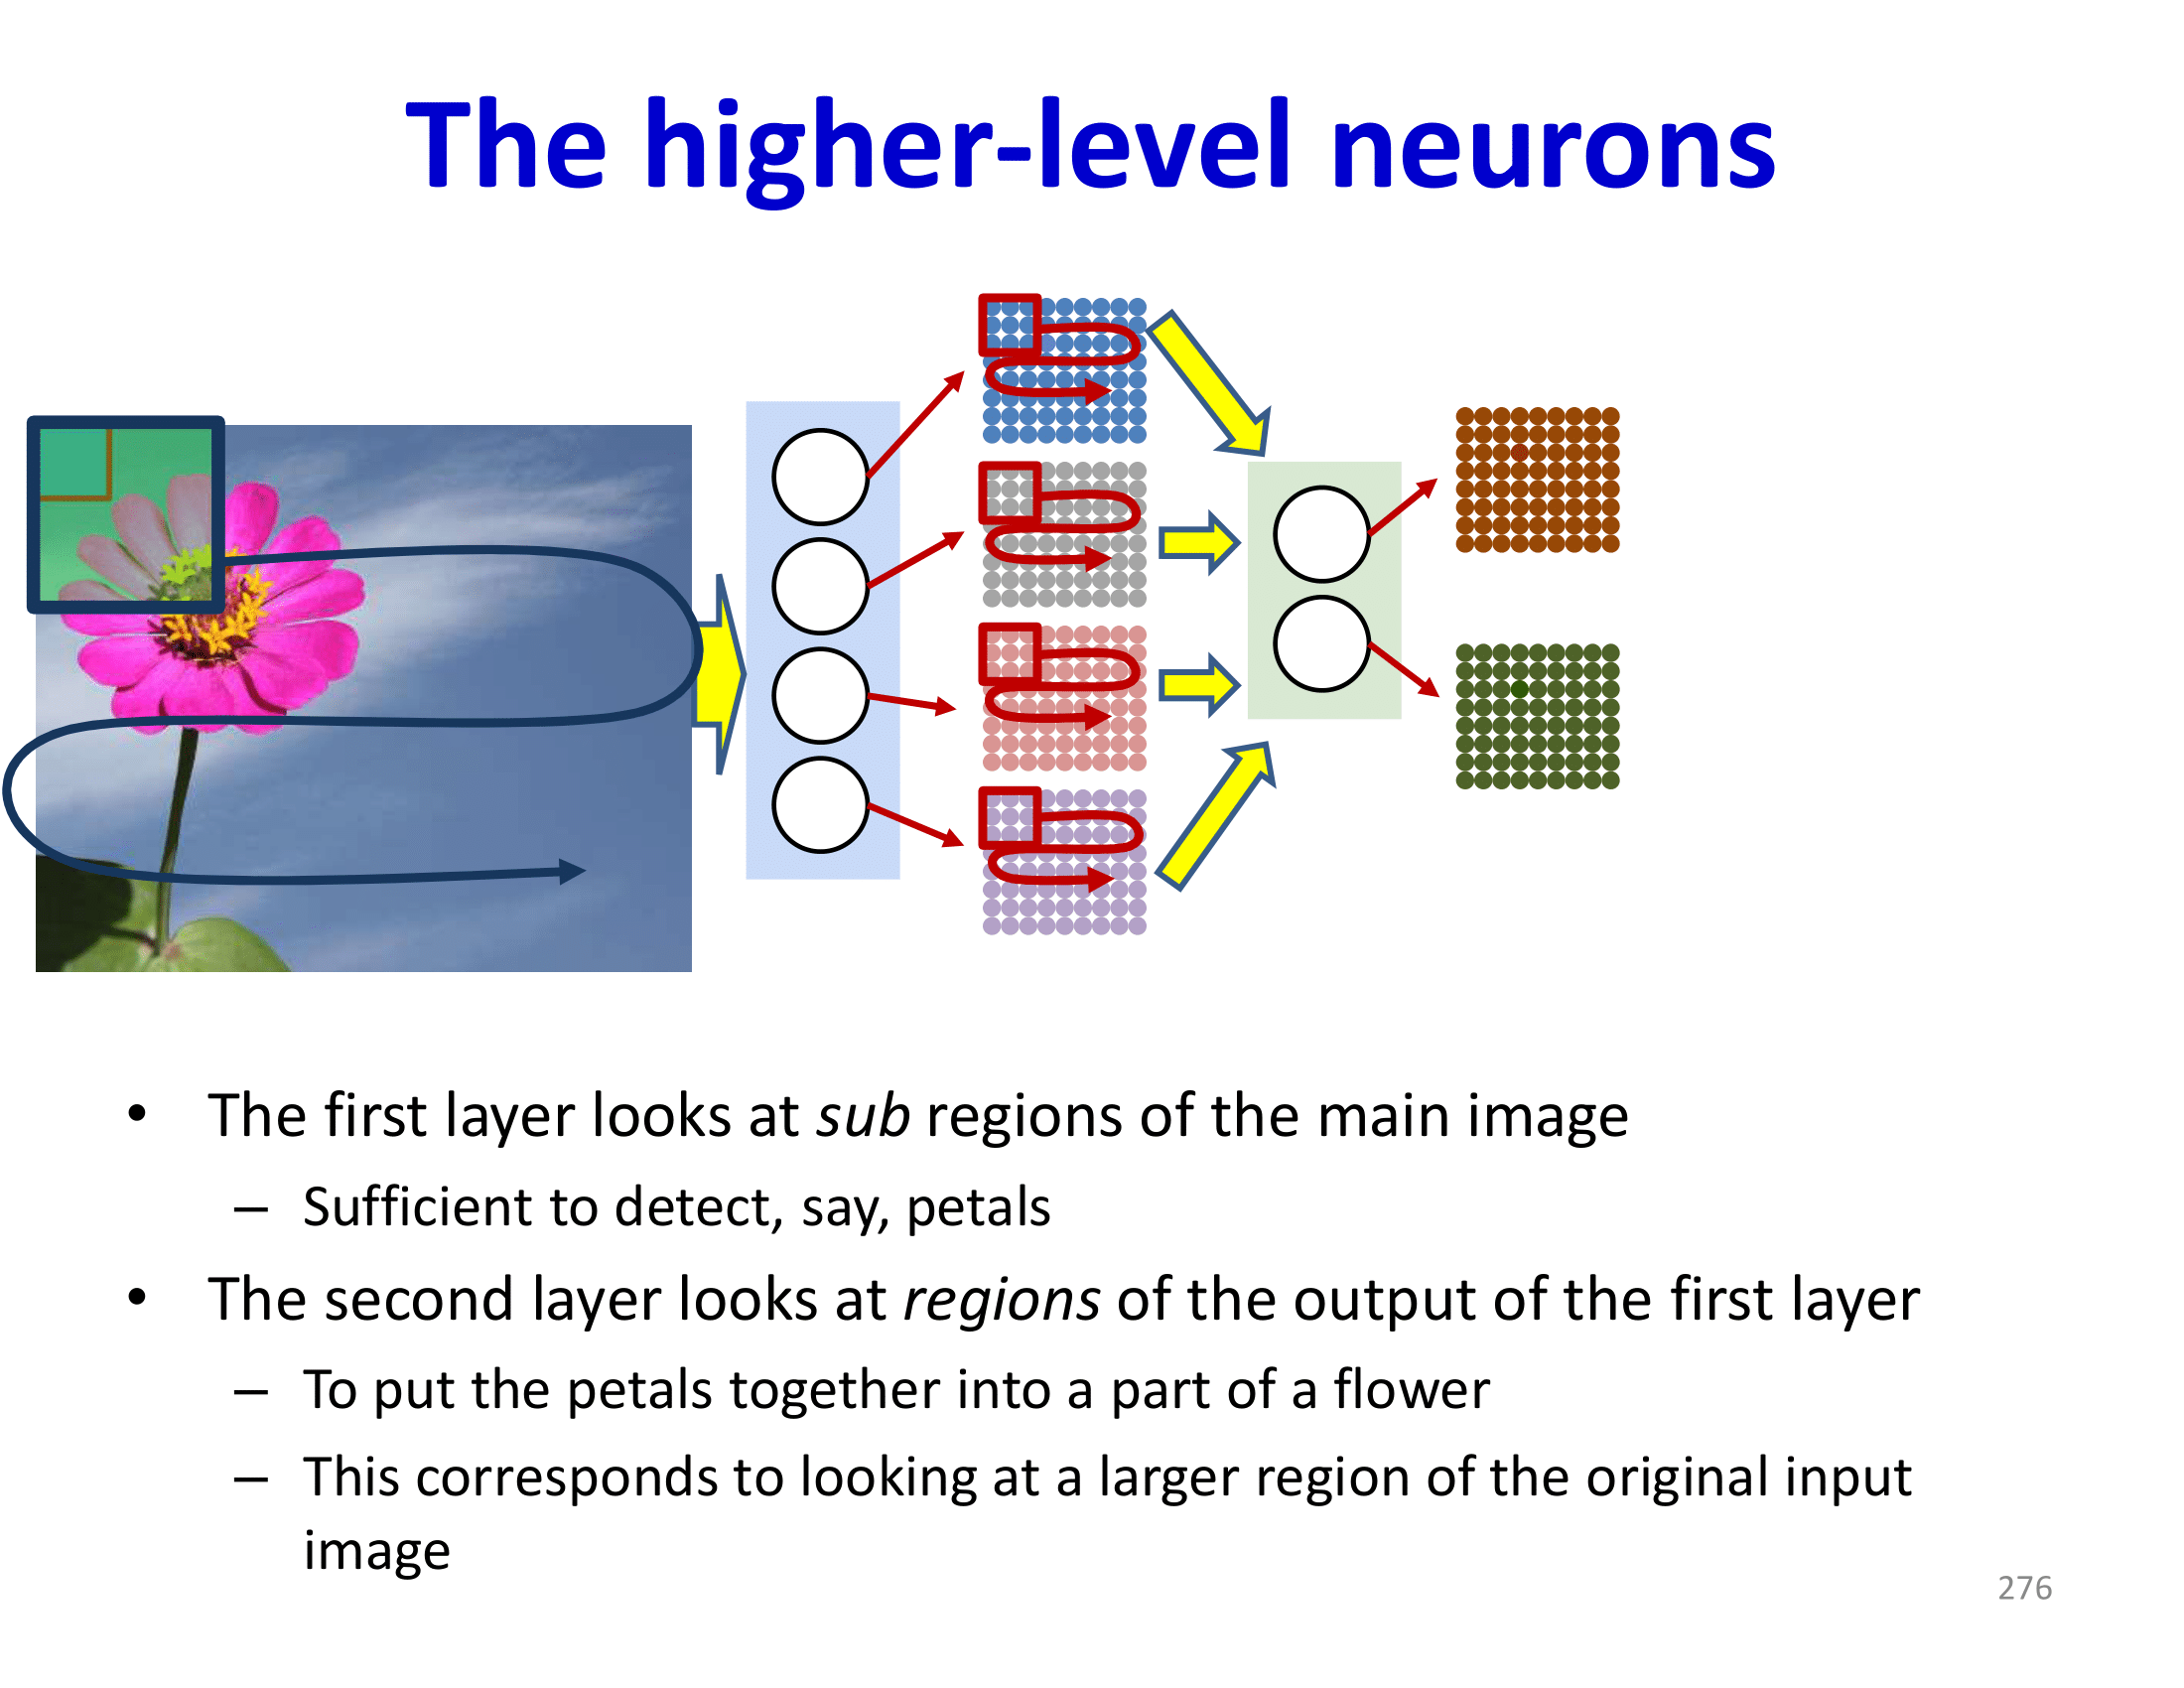 The higher-level neurons
• The first layer looks at sub regions of the main image
– Sufficient to detect, say, petals
• The second layer looks at regions of the output of the first layer
– To put the petals together into a part of a flower
– This corresponds to looking at a larger region of the original input
image
276